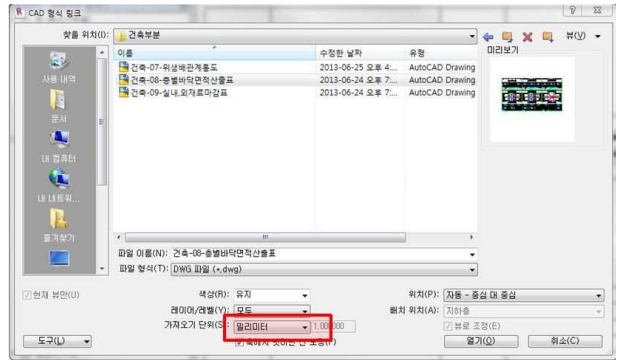 CAD 형식 링크
찾을 위치(I): 건축부분 뷰(V)
이름 수정한 날짜 유형 미리보기
건축-07-위생배관계통도 2013-06-25 오후 4:... AutoCAD Drawing
건축-08-층별바닥면적산출표 2013-06-24 오후 7:... AutoCAD Drawing
건축-09-실내,외재료마감표 2013-06-24 오후 7:... AutoCAD Drawing
사용 내역
문서
내 컴퓨터
내 네트워...
즐겨찾기
파일 이름(N): 건축-08-층별바닥면적산출표
파일 형식(T): DWG 파일 (*.dwg)
현재 뷰만(U) 색상(R): 유지 위치(P): 자동 - 중심 대 중심
레이어/레벨(Y): 모두 배치 위치(A): 지하층
가져오기 단위(S): 밀리미터 1,000000 뷰로 조정(E)
도구(L) 열기(O) 취소(C)